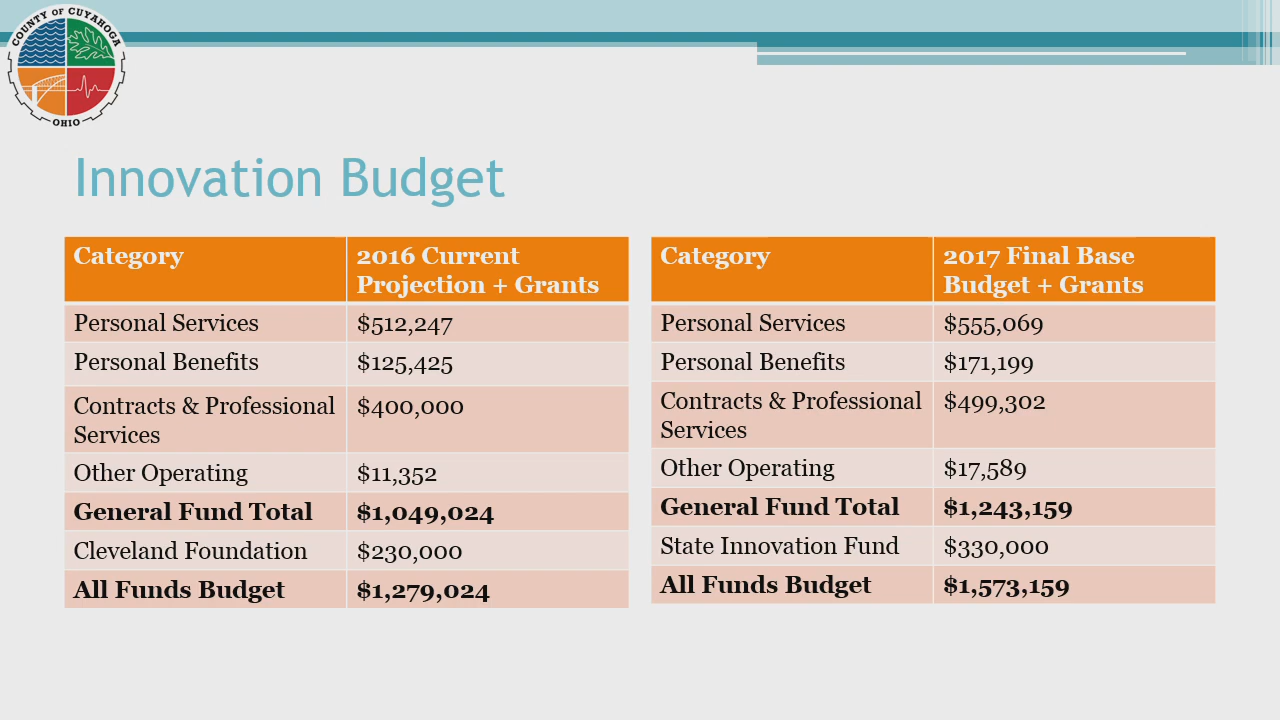 COUNTY OF CUYAHOGA
OHIO
Innovation Budget
Category
2016 Current
Projection + Grants
Personal Services
$512,247
Personal Benefits
$125,425
Contracts & Professional
Services
$400,000
Other Operating
$11,352
General Fund Total
$1,049,024
Cleveland Foundation
$230,000
All Funds Budget
$1,279,024
Category
2017 Final Base
Budget + Grants
Personal Services
$555,069
Personal Benefits
$171,199
Contracts & Professional
Services
$499,302
Other Operating
$17,589
General Fund Total
$1,243,159
State Innovation Fund
$330,000
All Funds Budget
$1,573,159